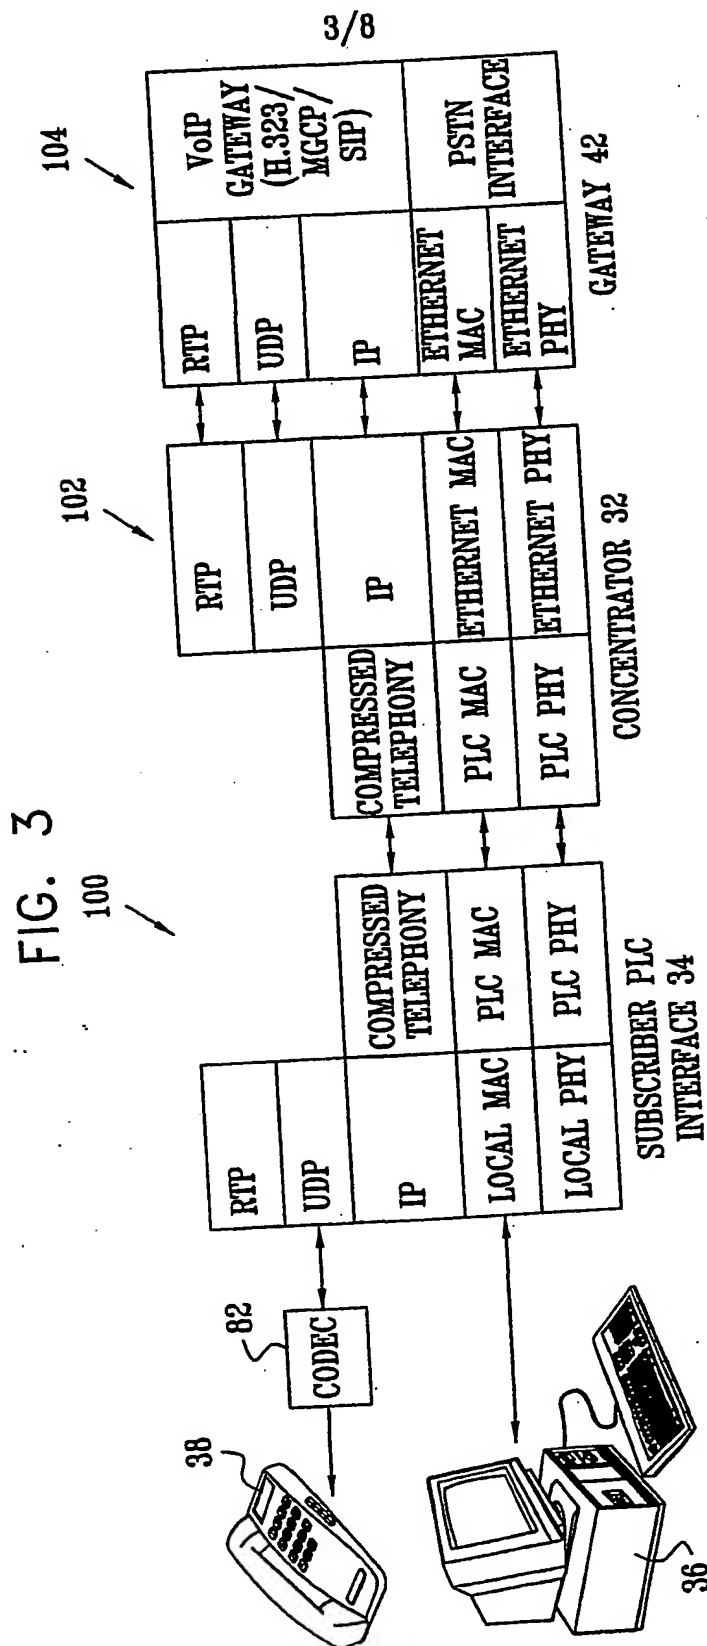 3/8
FIG. 3
100
102
104
38
82
CODEC
36
RTP
UDP
IP
LOCAL MAC
LOCAL PHY
COMPRESSED
TELEPHONY
PLC MAC
PLC PHY
SUBSCRIBER PLC
INTERFACE 34
COMPRESSED
TELEPHONY
PLC MAC
PLC PHY
RTP
UDP
IP
ETHERNET MAC
ETHERNET PHY
CONCENTRATOR 32
RTP
UDP
IP
ETHERNET
MAC
ETHERNET
PHY
VoIP
GATEWAY
(H.323/
MGCP/
SIP)
PSTN
INTERFACE
GATEWAY 42